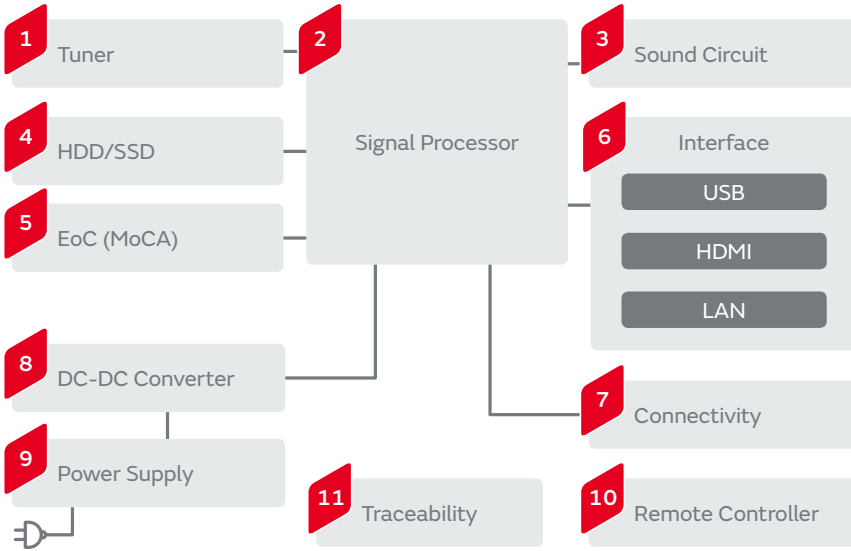 1
Tuner
2
Signal Processor
3
Sound Circuit
4
HDD/SSD
5
EoC (MoCA)
6
Interface
USB
HDMI
LAN
7
Connectivity
8
DC-DC Converter
9
Power Supply
10
Remote Controller
11
Traceability